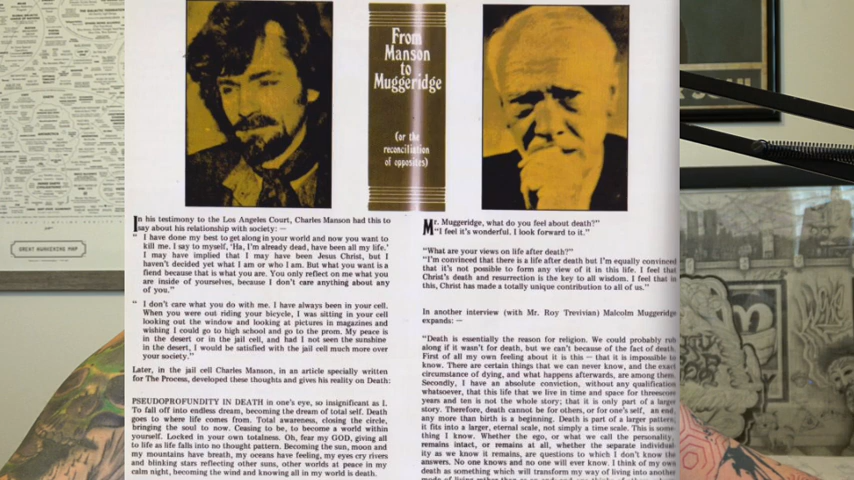 From
Manson
to
Muggeridge
(or the
reconciliation
of opposites)
In his testimony to the Los Angeles Court, Charles Manson had this to
say about his relationship with society: —
" I have done my best to get along in your world and now you want to
kill me. I say to myself, 'Ha, I'm already dead, have been all my life.'
I may have implied that I may have been Jesus Christ, but I
haven't decided yet what I am or who I am. But what you want is a
fiend because that is what you are. You only reflect on me what you
are inside of yourselves, because I don't care anything about any
of you."
" I don't care what you do with me. I have always been in your cell.
When you were out riding your bicycle, I was sitting in your cell
looking out the window and looking at pictures in magazines and
wishing I could go to high school and go to the prom. My peace is
in the desert or in the jail cell, and had I not seen the sunshine
in the desert, I would be satisfied with the jail cell much more over
your society."
Later, in the jail cell Charles Manson, in an article specially written
for The Process, developed these thoughts and gives his reality on Death:
PSEUDOPROFUNDITY IN DEATH in one's eye, so insignificant as I.
To fall off into endless dream, becoming the dream of total self. Death
goes to where life comes from. Total awareness, closing the circle,
bringing the soul to now. Ceasing to be, to become a world within
yourself. Locked in your own totalness. Oh, fear my GOD, giving all
to life as life falls into no thought pattern. Becoming the sun, moon and
my mountains have breath, my oceans have feeling, my eyes cry rivers
and blinking stars reflecting other suns, other worlds at peace in my
calm night, becoming the wind and knowing all in my world is death.
Mr. Muggeridge, what do you feel about death?"
"I feel it's wonderful, I look forward to it."
"What are your views on life after death?"
"I'm convinced that there is a life after death but I'm equally convinced
that it's not possible to form any view of it in this life. I feel that
Christ's death and resurrection is the key to all wisdom. I feel that in
this, Christ has made a totally unique contribution to all of us."
In another interview (with Mr. Roy Trevivian) Malcolm Muggeridge
expands: —
"Death is essentially the reason for religion. We could probably rub
along if it wasn't for death, but we can't because of the fact of death.
First of all my own feeling about it is this — that it is impossible to
know. There are certain things that we can never know, and the exact
circumstance of dying, and what happens afterwards, are among them.
Secondly, I have an absolute conviction, without any qualification
whatsoever, that this life that we live in time and space for threescore
years and ten is not the whole story; that it is only part of a larger
story. Therefore, death cannot be for others, or for one's self, an end,
any more than birth is a beginning. Death is part of a larger pattern,
it fits into a larger, eternal scale, not simply a time scale. This is some-
thing I know. Whether the ego, or what we call the personality,
remains intact, or remains at all, whether the separate individual
ity as we know it remains, are questions to which I don't know the
answers. No one knows and no one will ever know. I think of my own
death as something which will transform my way of living into another
GREAT AWAKENING MAP